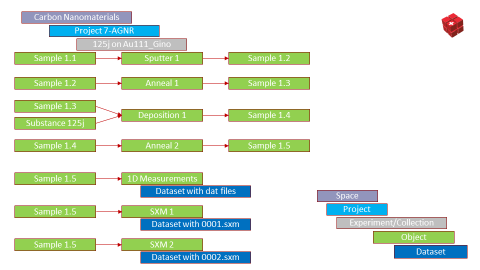 Carbon Nanomaterials
Project 7-AGNR
125j on Au111_Gino
Sample 1.1 Sputter 1 Sample 1.2
Sample 1.2 Anneal 1 Sample 1.3
Sample 1.3
Substance 125j
Deposition 1 Sample 1.4
Sample 1.4 Anneal 2 Sample 1.5
Sample 1.5 1D Measurements
Dataset with dat files
Sample 1.5 SXM 1
Dataset with 0001.sxm
Sample 1.5 SXM 2
Dataset with 0002.sxm
Space
Project
Experiment/Collection
Object
Dataset